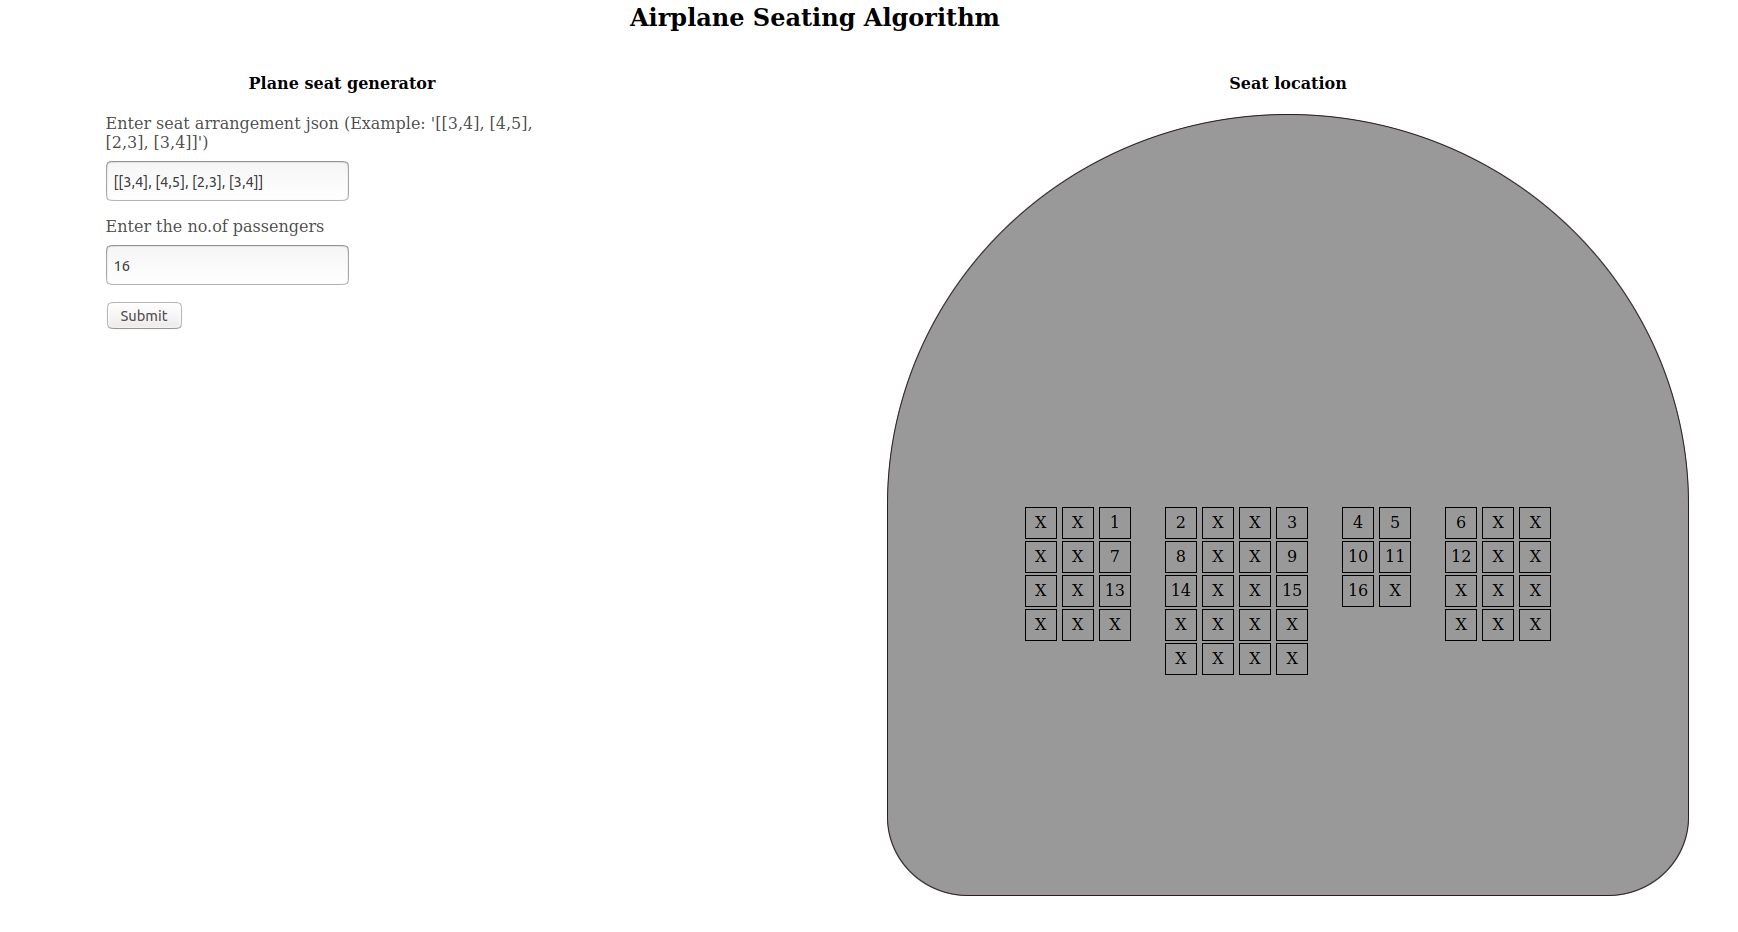 Airplane Seating Algorithm
Plane seat generator
Enter seat arrangement json (Example: '[[3,4], [4,5],
[2,3], [3,4]]')
[[3,4], [4,5], [2,3], [3,4]]
Enter the no.of passengers
16
Submit
Seat location
X X 1 2 X X 3 4 5 6 X X
X X 7 8 X X 9 10 11 12 X X
X X 13 14 X X 15 16 X X X X
X X X X X X X X X X
X X X X